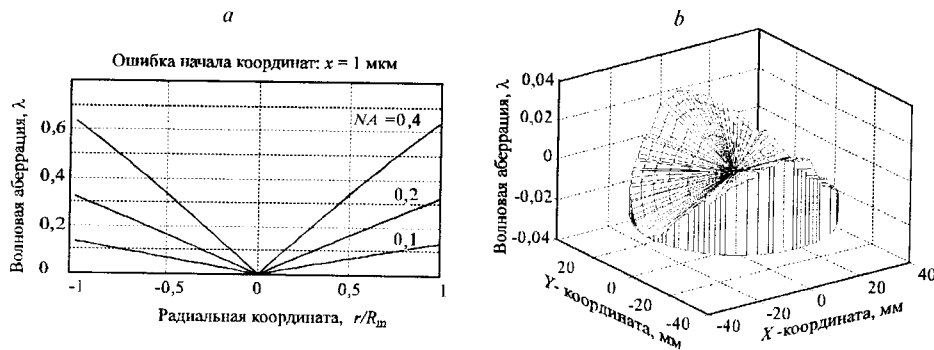 a
Ошибка начала координат: x = 1 мкм
Волновая аберрация, λ
0,6
0,4
0,2
0
NA =0,4
0,2
0,1
-1
-0,5
0
0,5
1
Радиальная координата, r/Rm
b
Волновая аберрация, λ
0,04
0,02
0
-0,02
-0,04
20
0
-20
-40
Y- координата, мм
-40
-20
0
20
40
X -координата, мм